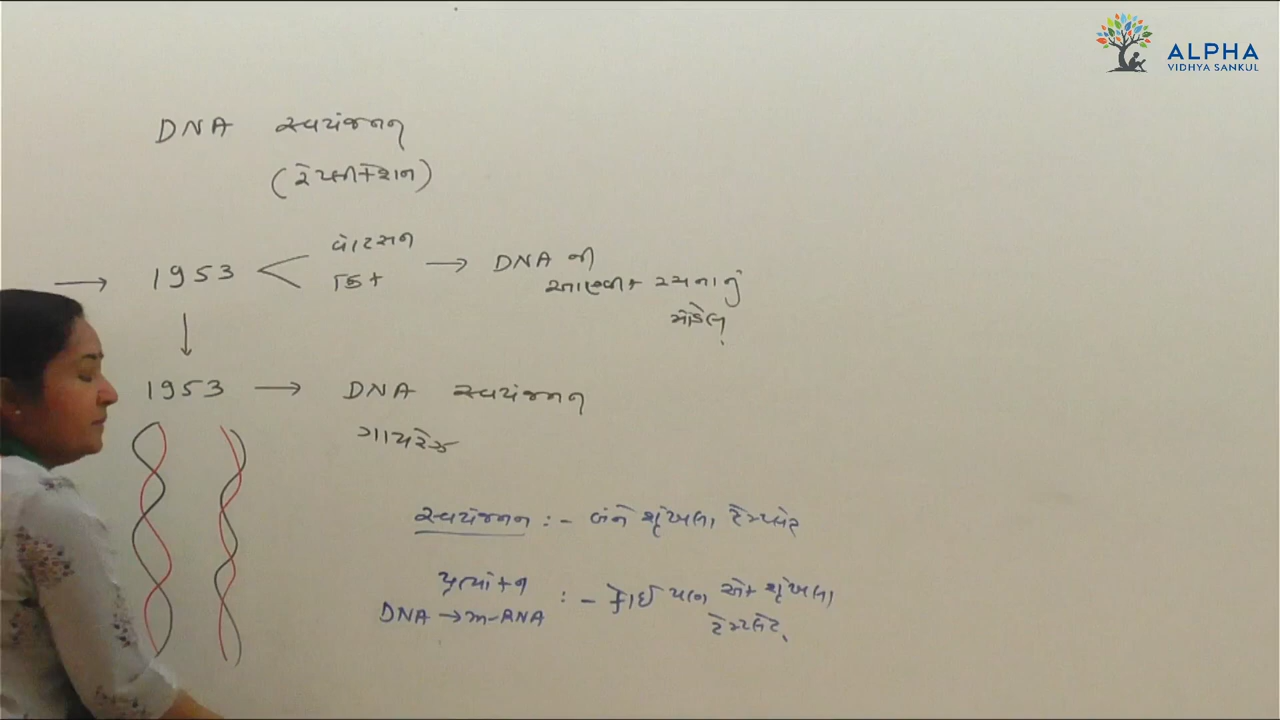 ALPHA
VIDHYA SANKUL
DNA સ્વયંજનન
(રેપ્લીકેશન)
→ 1953 વોટસન → DNA ની
ક્રિક આણ્વીક રચનાનું
મોડેલ
↓
1953 → DNA સ્વયંજનન
સ્વયંજનન :- બંને શૃંખલા ટેમ્પ્લેટ
પ્રત્યાંકન :- કોઈ પણ એક શૃંખલા
DNA → m-RNA ટેમ્પ્લેટ